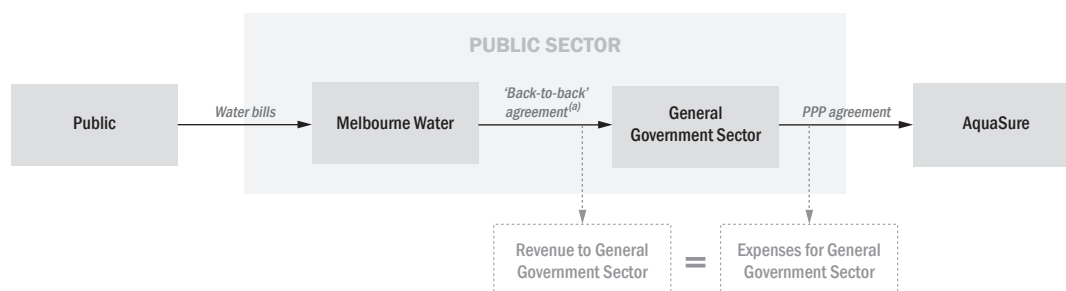 PUBLIC SECTOR
Public
Water bills
Melbourne Water
‘Back-to-back’
agreement(a)
General
Government Sector
PPP agreement
AquaSure
Revenue to General
Government Sector
=
Expenses for General
Government Sector